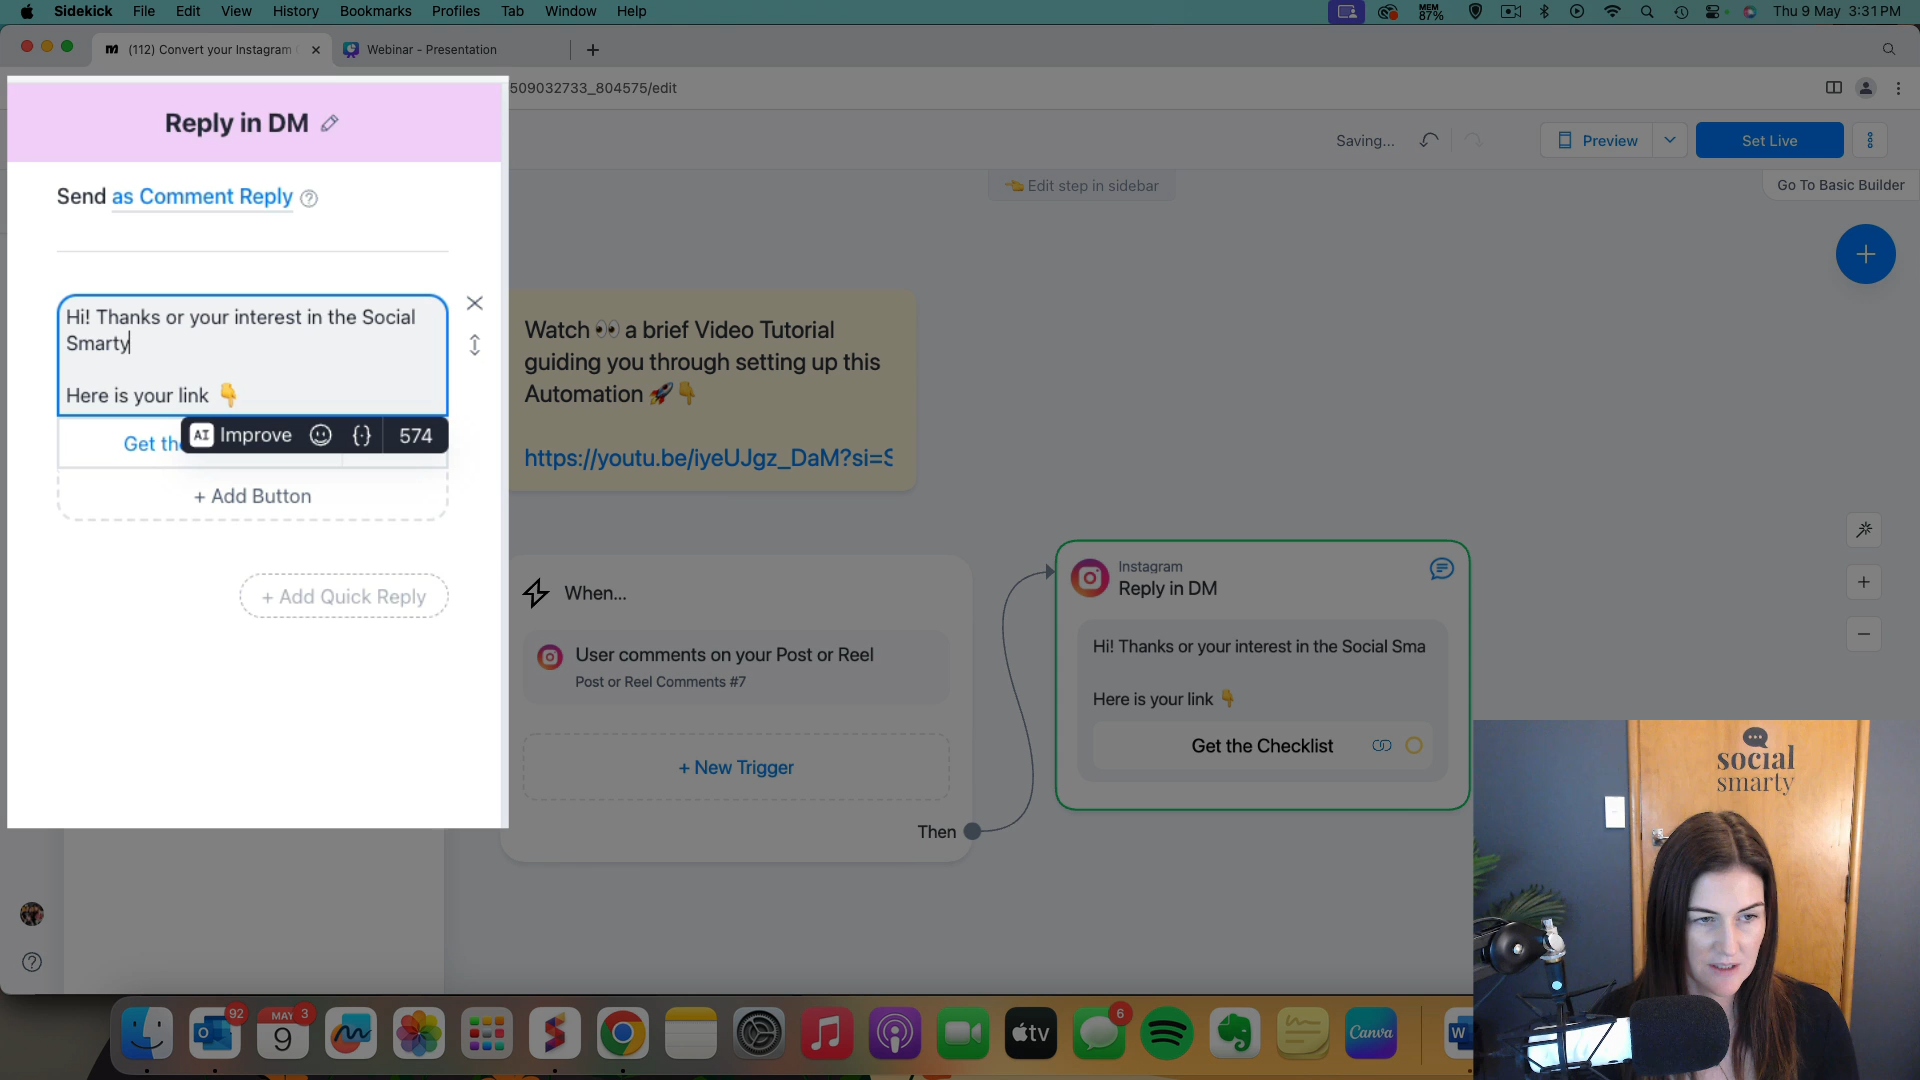 Sidekick File Edit View History Bookmarks Profiles Tab Window Help
MEM
87%
Thu 9 May 3:31 PM
(112) Convert your Instagram
Webinar - Presentation
509032733_804575/edit
Reply in DM
Send as Comment Reply
Hi! Thanks or your interest in the Social
Smarty
Here is your link 👇
Get the
AI Improve {·} 574
+ Add Button
+ Add Quick Reply
Saving...
Preview
Set Live
👈 Edit step in sidebar
Go To Basic Builder
Watch 👀 a brief Video Tutorial
guiding you through setting up this
Automation 🚀👇
https://youtu.be/iyeUJgz_DaM?si=S
When...
User comments on your Post or Reel
Post or Reel Comments #7
+ New Trigger
Then
Instagram
Reply in DM
Hi! Thanks or your interest in the Social Sma
Here is your link 👇
Get the Checklist
social
smarty
92
MAY 3
9
tv
6
Canva
W